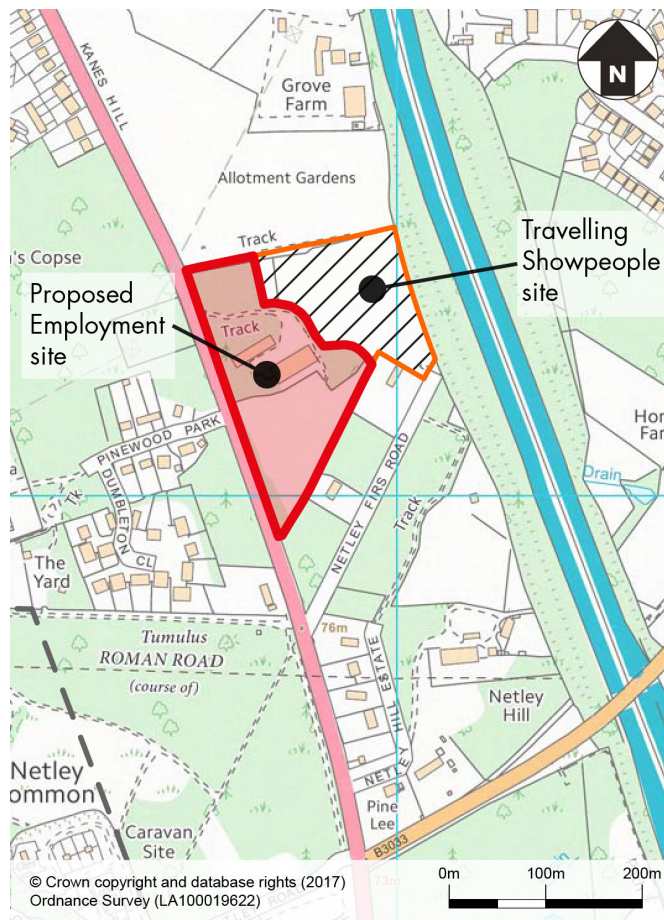 KANES HILL
N
Grove
Farm
Allotment Gardens
Track
's Copse
Travelling
Showpeople
site
Proposed
Employment
site
Track
PINEWOOD PARK
DUMBLETON
CL
Tk
a
NETLEY FIRS ROAD
Track
Hor
Far
Drain
The
Yard
76m
Tumulus
ROMAN ROAD
(course of)
NETLEY HILL ESTATE
Netley
Hill
Netley
ommon
Pine
Lee
B3033
Caravan
Site
73m
© Crown copyright and database rights (2017)
Ordnance Survey (LA100019622)
0m 100m 200m